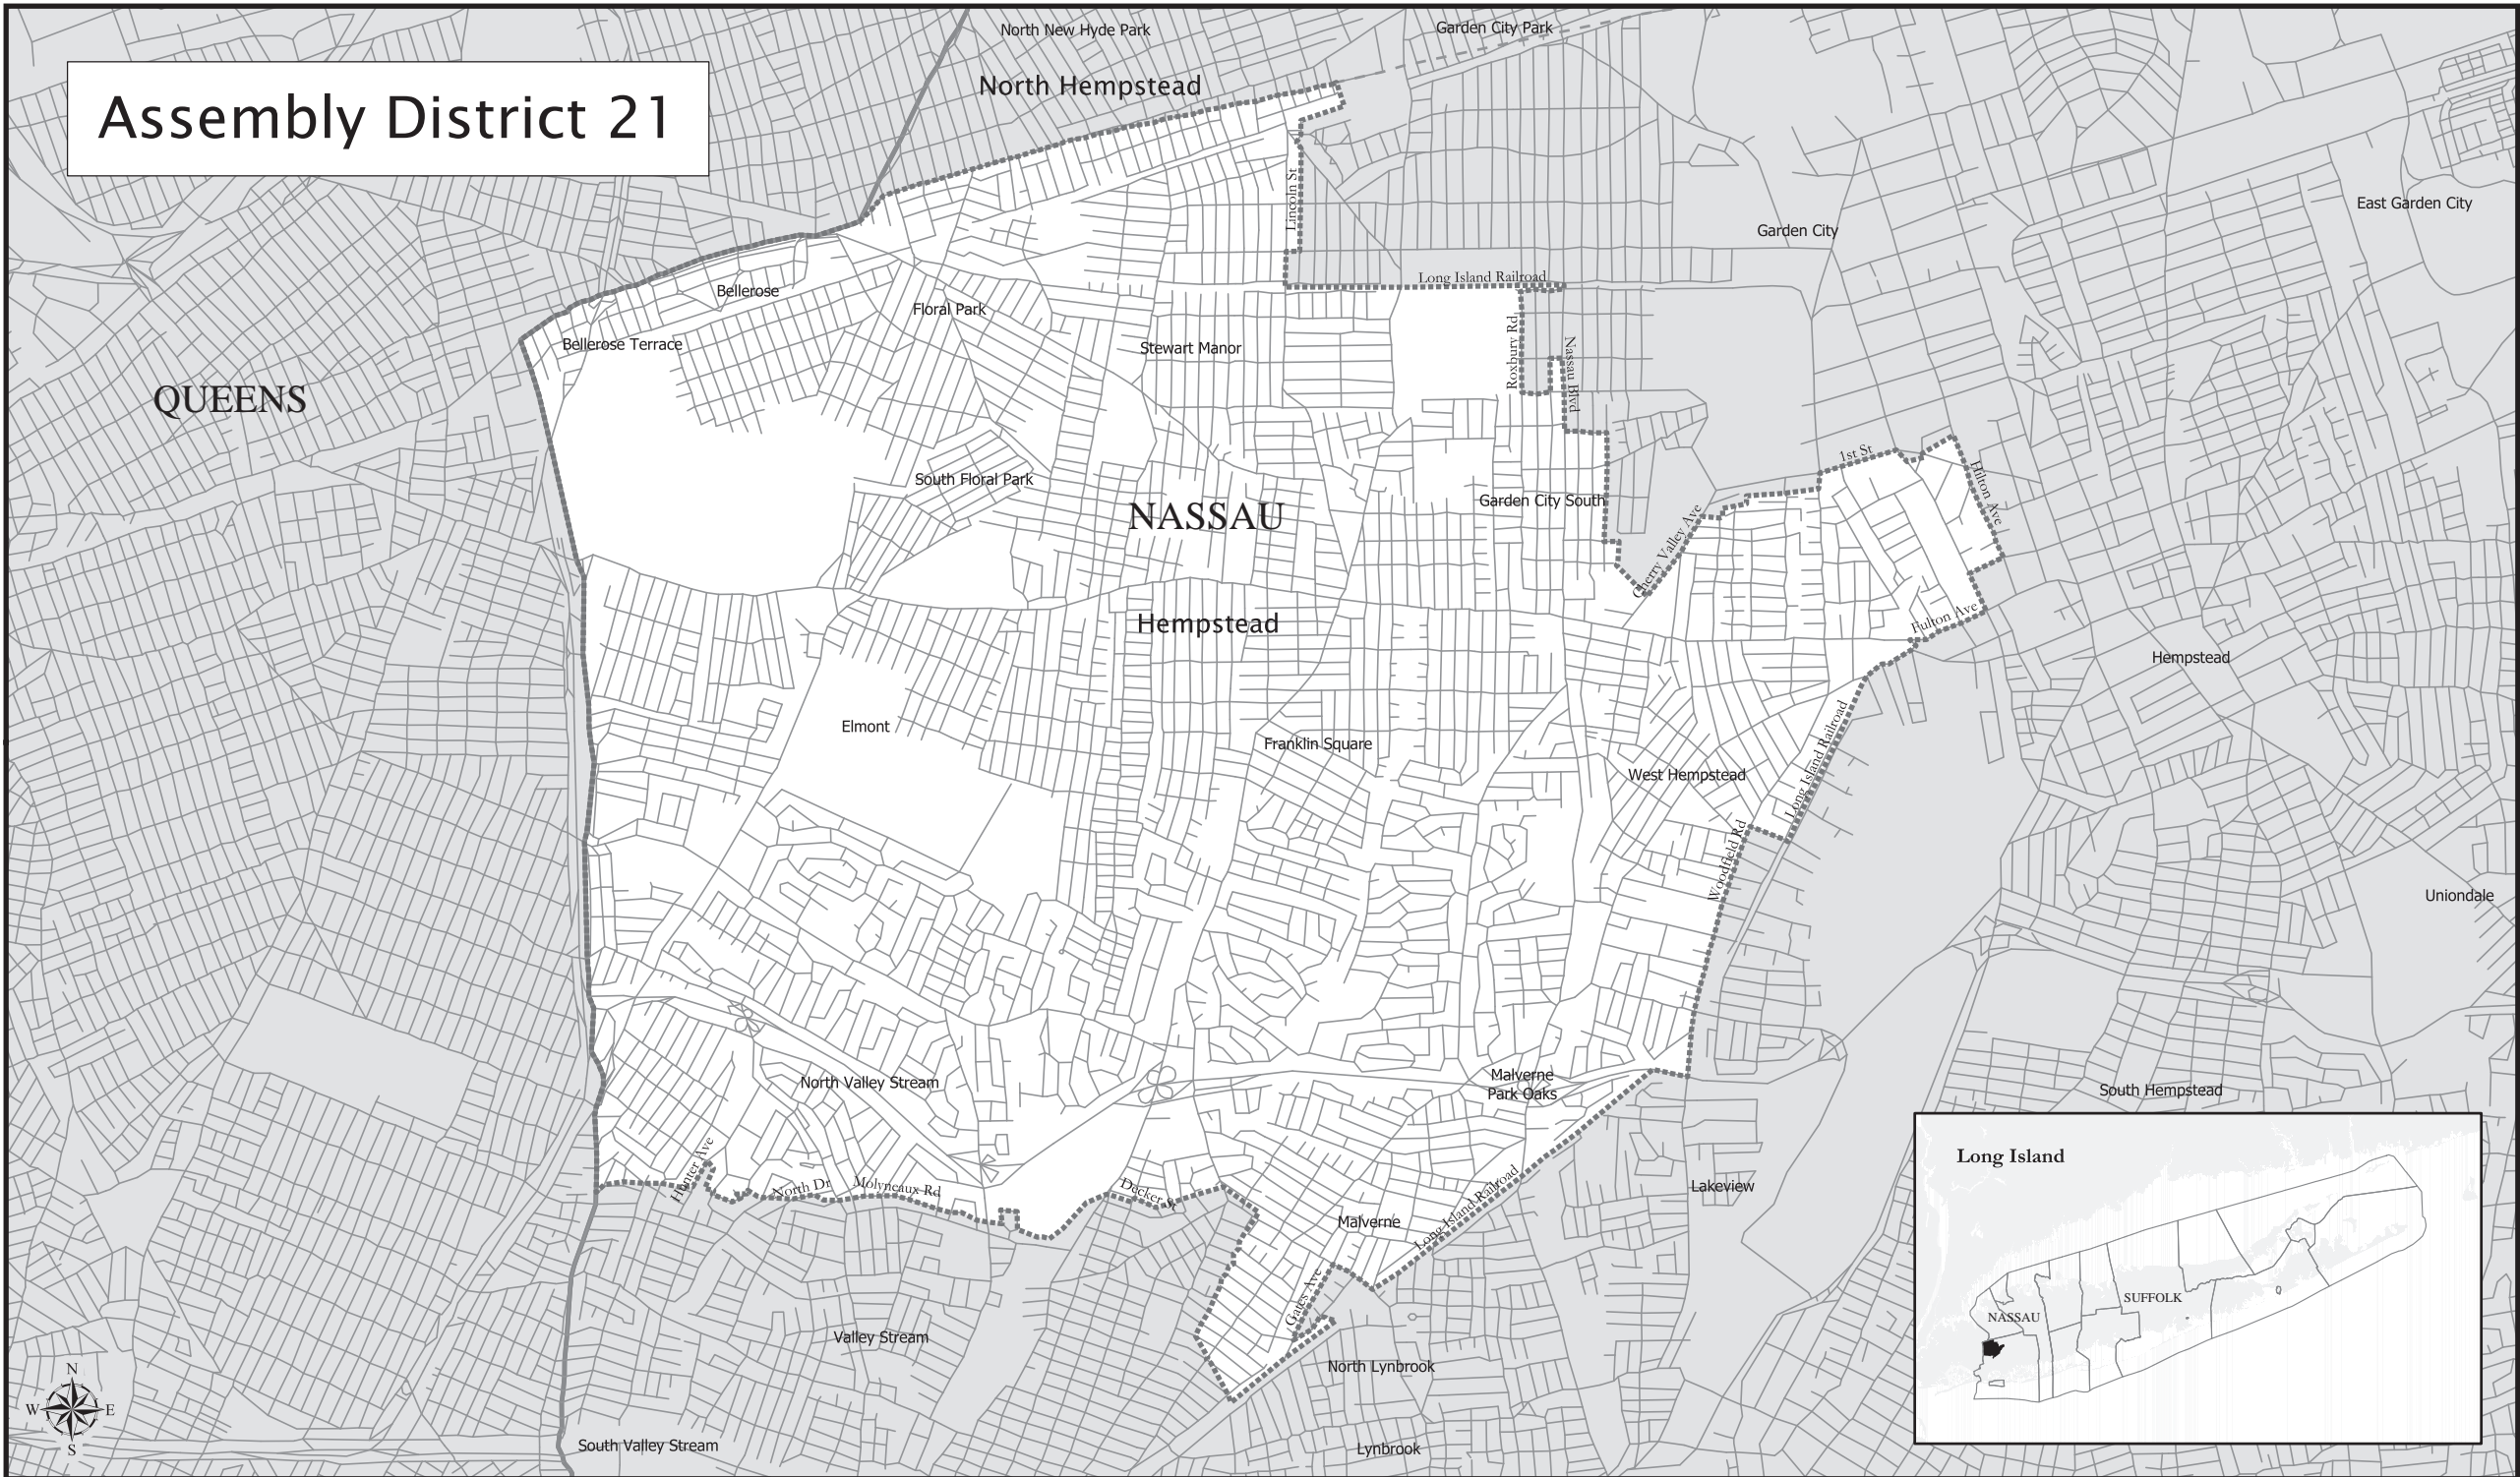 North New Hyde Park
Garden City Park
North Hempstead
Assembly District 21
East Garden City
Lincoln St
Garden City
Long Island Railroad
Bellerose
Floral Park
Bellerose Terrace
Stewart Manor
Roxbury Rd
Nassau Blvd
QUEENS
1st St
Hilton Ave
South Floral Park
Garden City South
NASSAU
Cherry Valley Ave
Fulton Ave
Hempstead
Hempstead
Elmont
Franklin Square
West Hempstead
Long Island Railroad
Woodfield Rd
Uniondale
North Valley Stream
Malverne
Park Oaks
South Hempstead
Hunter Ave
North Dr
Molyneaux Rd
Decker St
Lakeview
Malverne
Long Island Railroad
Gates Ave
Valley Stream
North Lynbrook
South Valley Stream
Lynbrook
N
W
E
S
Long Island
NASSAU
SUFFOLK